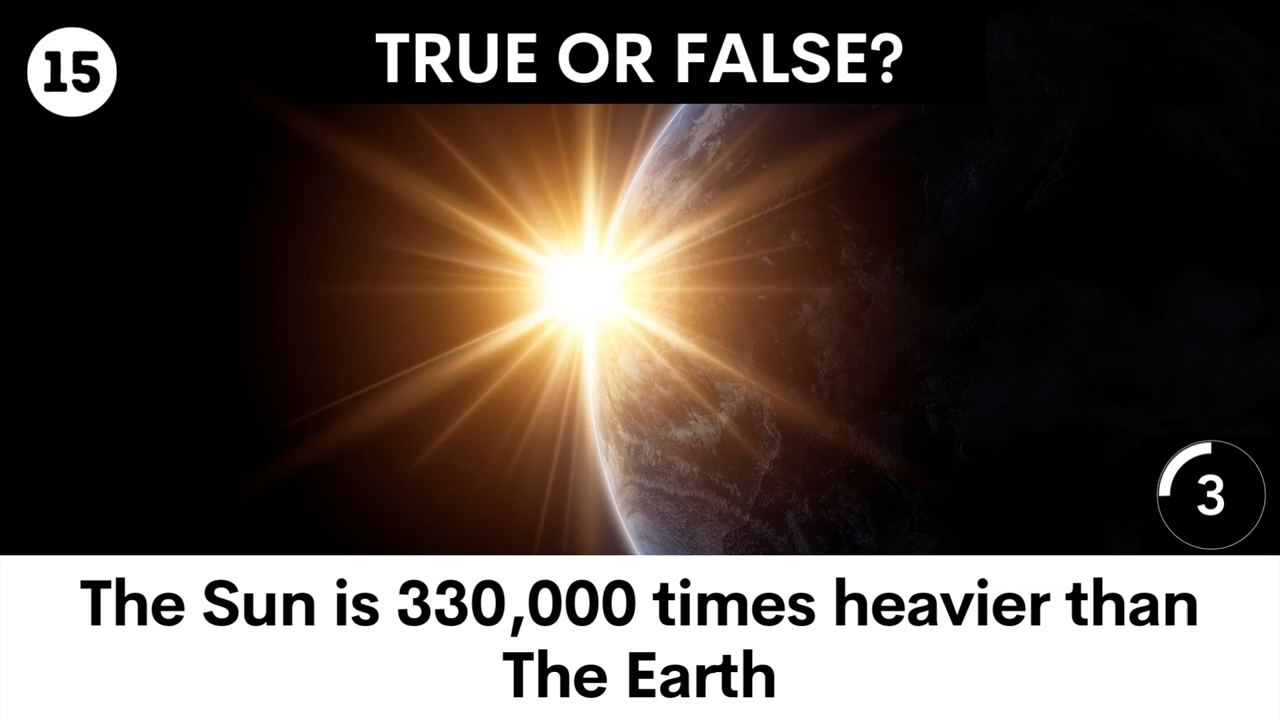 15
TRUE OR FALSE?
3
The Sun is 330,000 times heavier than
The Earth